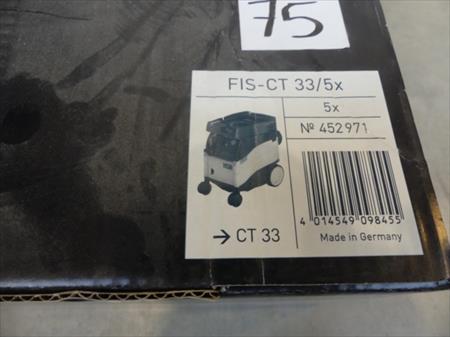 75
FIS-CT 33/5x
5x
№ 452971
→ CT 33
4 014549 098455
Made in Germany